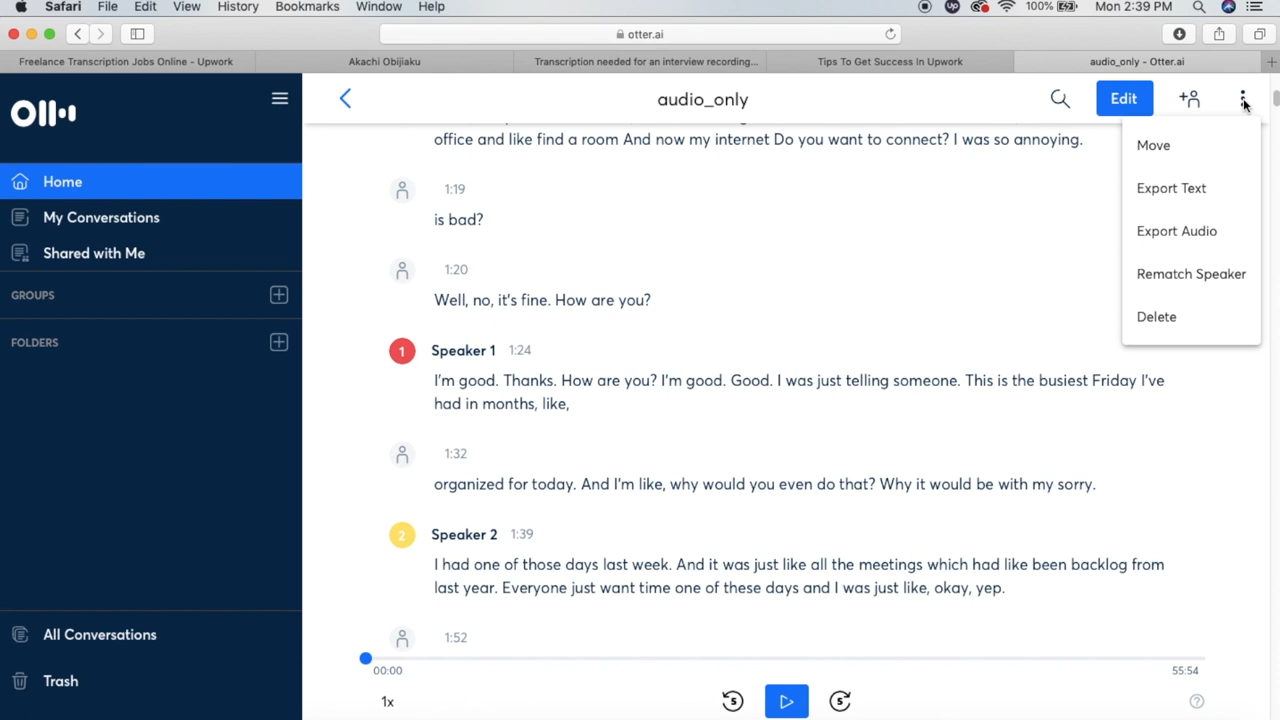 Safari File Edit View History Bookmarks Window Help 100% Mon 2:39 PM
otter.ai
Freelance Transcription Jobs Online - Upwork
Akachi Obijiaku
Transcription needed for an interview recording...
Tips To Get Success In Upwork
audio_only - Otter.ai
audio_only
Edit
Home
My Conversations
Shared with Me
GROUPS
FOLDERS
All Conversations
Trash
Move
Export Text
Export Audio
Rematch Speaker
Delete
office and like find a room And now my internet Do you want to connect? I was so annoying.
1:19
is bad?
1:20
Well, no, it's fine. How are you?
1 Speaker 1 1:24
I'm good. Thanks. How are you? I'm good. Good. I was just telling someone. This is the busiest Friday I've
had in months, like,
1:32
organized for today. And I'm like, why would you even do that? Why it would be with my sorry.
2 Speaker 2 1:39
I had one of those days last week. And it was just like all the meetings which had like been backlog from
last year. Everyone just want time one of these days and I was just like, okay, yep.
1:52
00:00
55:54
1x
5
5